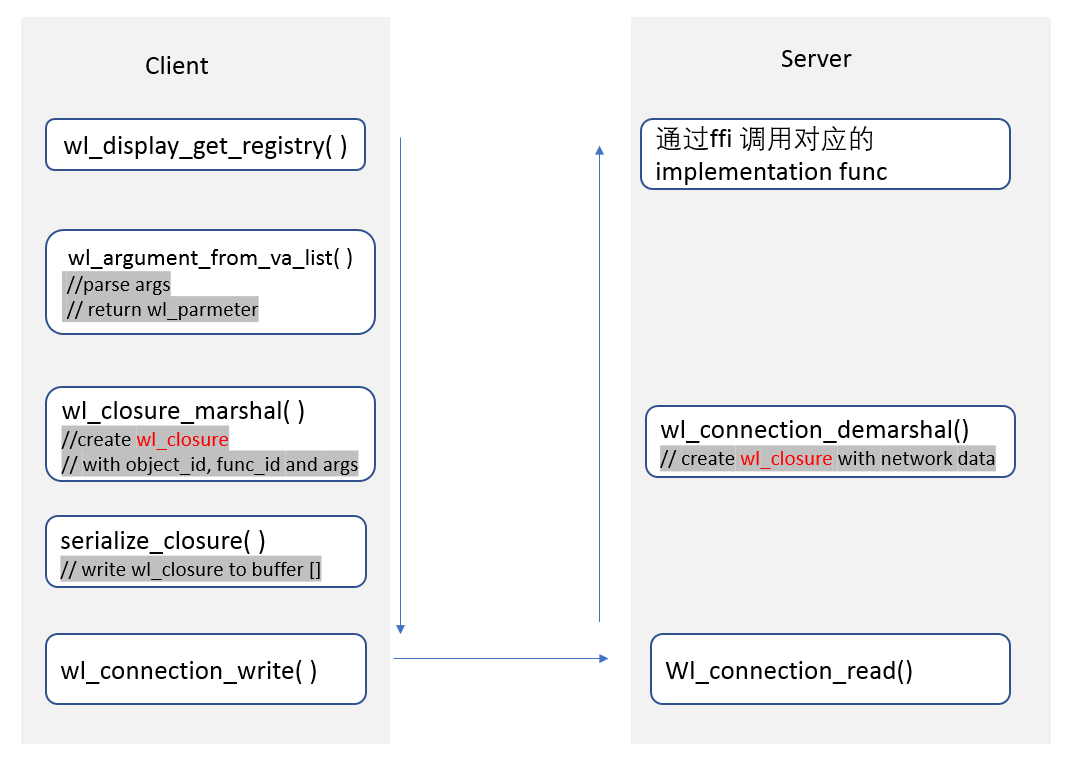 Client
wl_display_get_registry( )
wl_argument_from_va_list( )
//parse args
// return wl_parmeter
wl_closure_marshal( )
//create wl_closure
// with object_id, func_id and args
serialize_closure( )
// write wl_closure to buffer []
wl_connection_write( )
Server
通过ffi 调用对应的
implementation func
wl_connection_demarshal()
// create wl_closure with network data
Wl_connection_read()